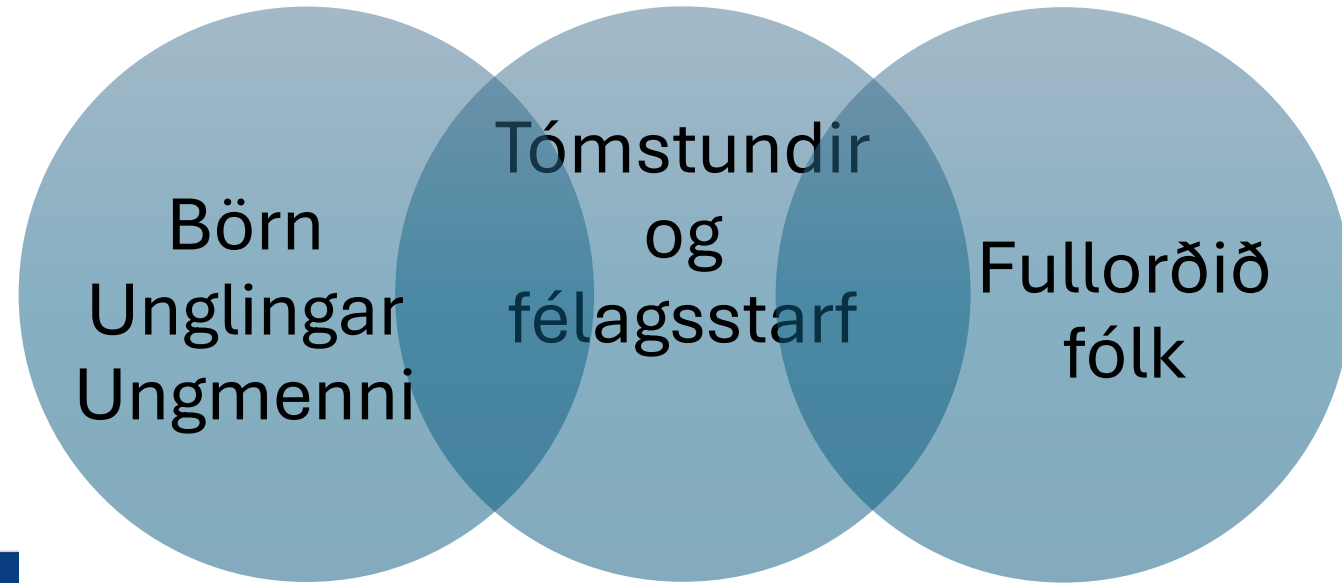 Börn
Unglingar
Ungmenni
Tómstundir
og
félagsstarf
Fullorðið
fólk